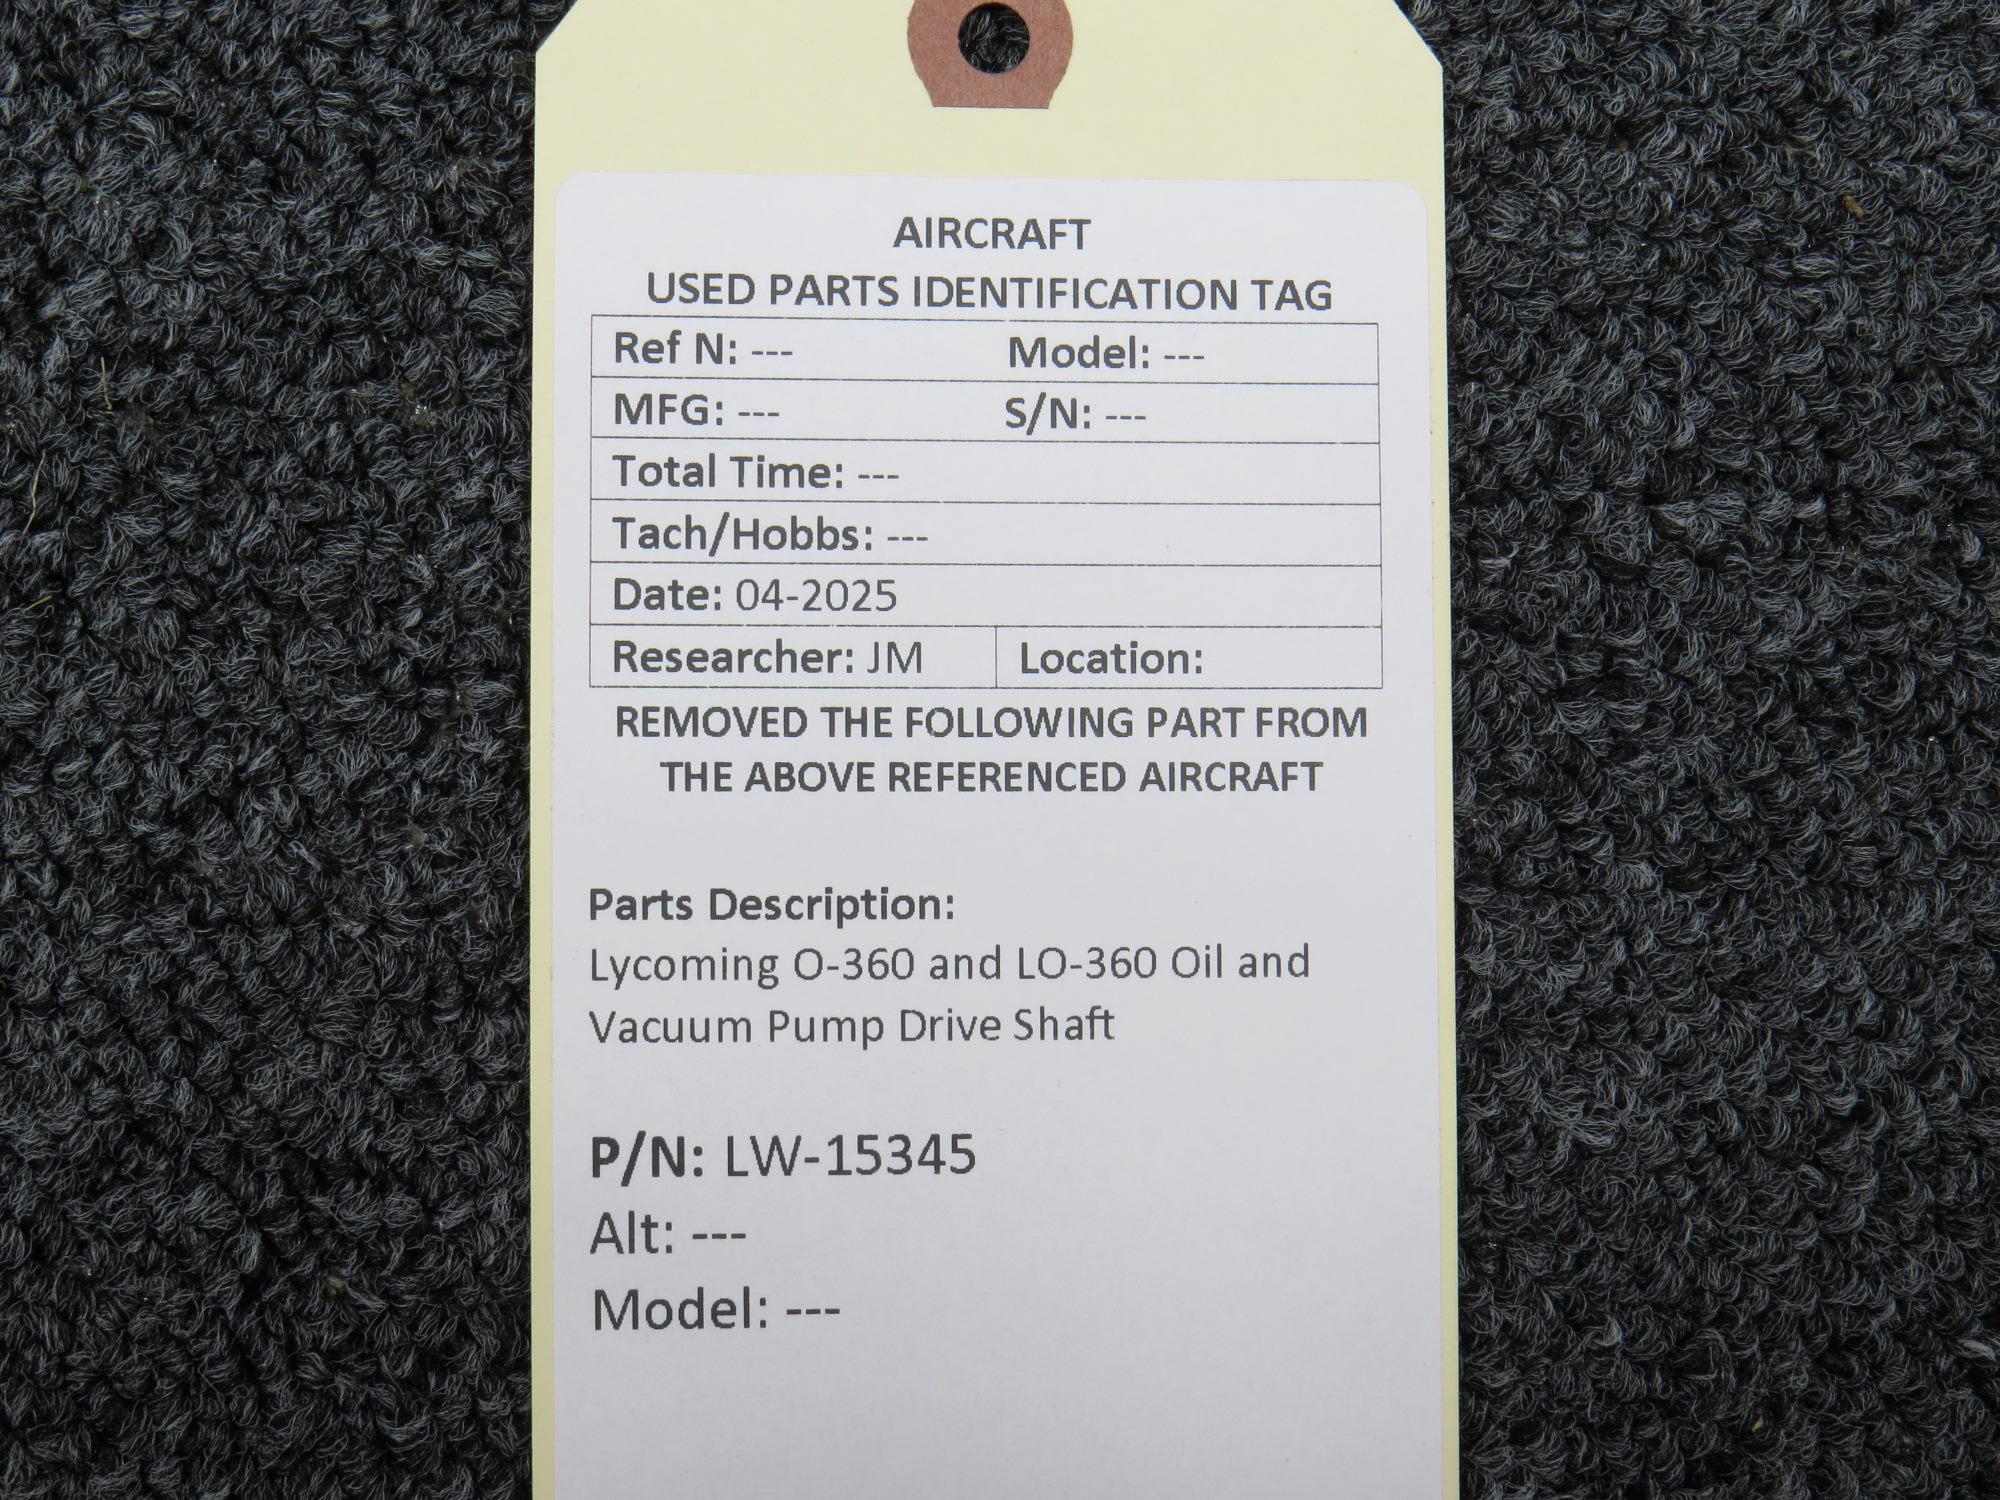 AIRCRAFT
USED PARTS IDENTIFICATION TAG
Ref N: --- Model: ---
MFG: --- S/N: ---
Total Time: ---
Tach/Hobbs: ---
Date: 04-2025
Researcher: JM Location:
REMOVED THE FOLLOWING PART FROM
THE ABOVE REFERENCED AIRCRAFT
Parts Description:
Lycoming O-360 and LO-360 Oil and
Vacuum Pump Drive Shaft
P/N: LW-15345
Alt: ---
Model: ---